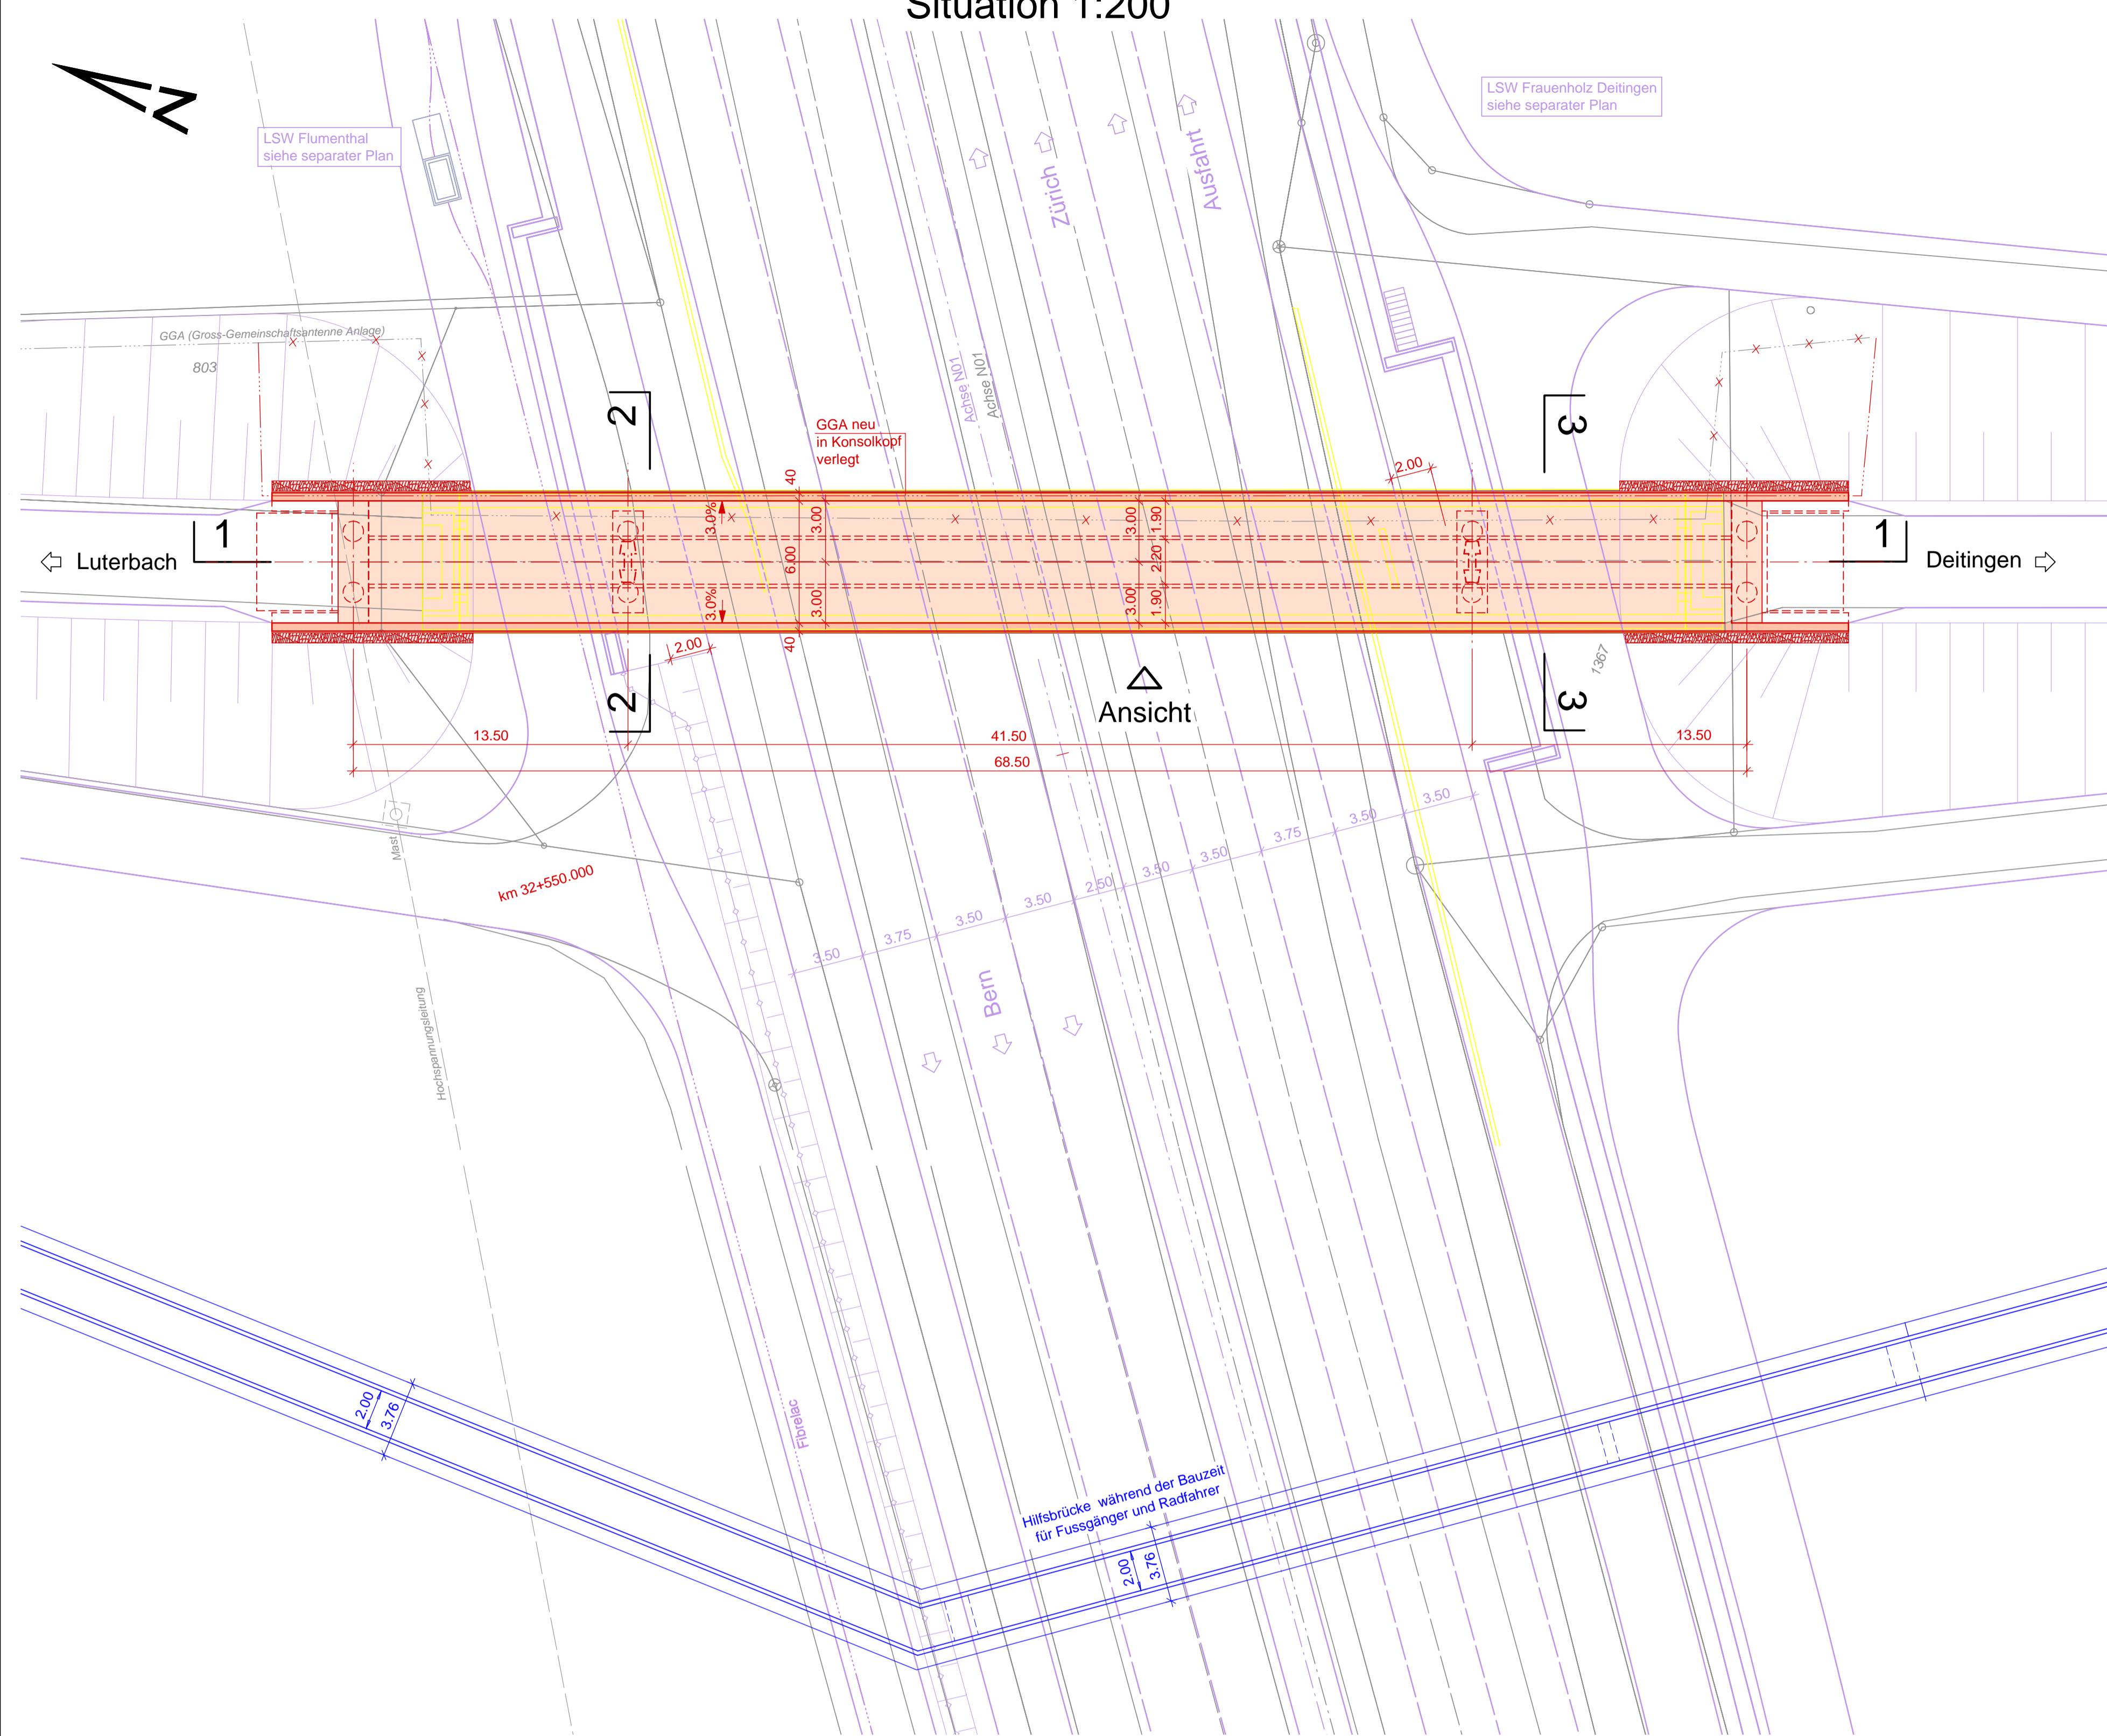 Situation 1:200
N
LSW Flumenthal
siehe separater Plan
LSW Frauenholz Deitingen
siehe separater Plan
Zürich
Ausfahrt
GGA (Gross-Gemeinschaftsantenne Anlage)
803
Achse N01
Achse N01
GGA neu
in Konsolkopf
verlegt
2
3
2.00
40
3.0%
3.00
3.00
1.90
1
1
Luterbach
6.00
2.20
Deitingen
3.0%
3.00
3.00
1.90
40
2.00
1367
2
3
Ansicht
13.50
41.50
13.50
68.50
Mast
km 32+550.000
3.50
3.75
3.50
3.50
2.50
3.50
3.50
3.75
3.50
3.50
Bern
Hochspannungsleitung
Fibrelac
2.00
3.76
Hilfsbrücke während der Bauzeit
für Fussgänger und Radfahrer
2.00
3.76